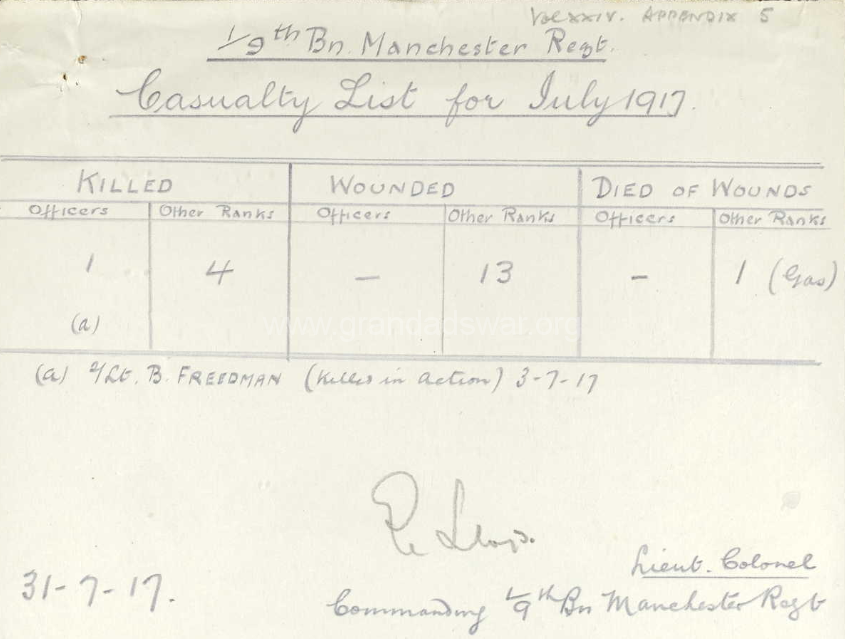 Vol XXIV. APPENDIX 5
1/9th Bn. Manchester Regt.
Casualty List for July 1917.
KILLED WOUNDED DIED OF WOUNDS
Officers Other Ranks Officers Other Ranks Officers Other Ranks
1 4 — 13 — 1 (Gas)
(a)
www.grandadswar.org
(a) 2/Lt. B. FREEDMAN (Killed in action) 3-7-17
Lloyd.
Lieut. Colonel
31-7-17. Commanding 1/9th Bn Manchester Regt